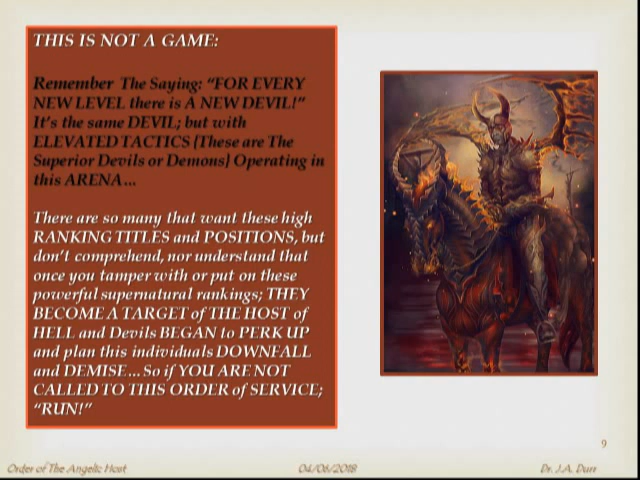 THIS IS NOT A GAME:
Remember The Saying: “FOR EVERY
NEW LEVEL there is A NEW DEVIL!”
It’s the same DEVIL; but with
ELEVATED TACTICS [These are The
Superior Devils or Demons] Operating in
this ARENA…
There are so many that want these high
RANKING TITLES and POSITIONS, but
don’t comprehend, nor understand that
once you tamper with or put on these
powerful supernatural rankings; THEY
BECOME A TARGET of THE HOST of
HELL and Devils BEGAN to PERK UP
and plan this individuals DOWNFALL
and DEMISE…So if YOU ARE NOT
CALLED TO THIS ORDER of SERVICE;
“RUN!”
9
Order of The Angelic Host 04/06/2018 Dr. J.A. Durr